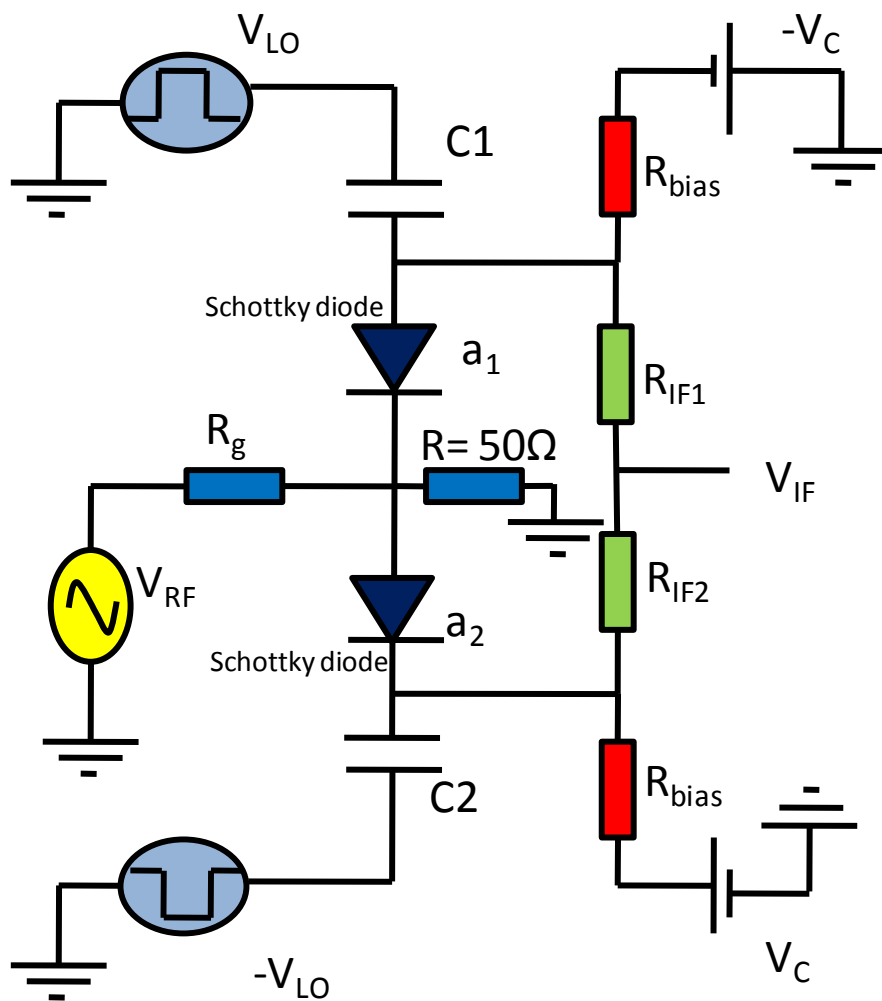 V_LO
-V_C
C1
R_bias
Schottky diode
a_1
R_IF1
R_g
R= 50Ω
V_IF
V_RF
R_IF2
a_2
Schottky diode
R_bias
C2
V_C
-V_LO